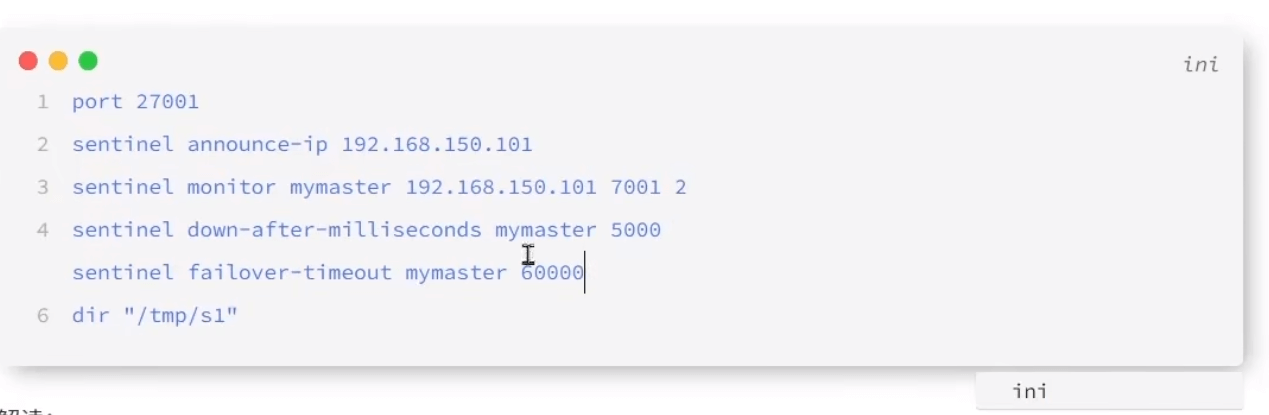 ini
1 port 27001
2 sentinel announce-ip 192.168.150.101
3 sentinel monitor mymaster 192.168.150.101 7001 2
4 sentinel down-after-milliseconds mymaster 5000
sentinel failover-timeout mymaster 60000
6 dir "/tmp/s1"
ini